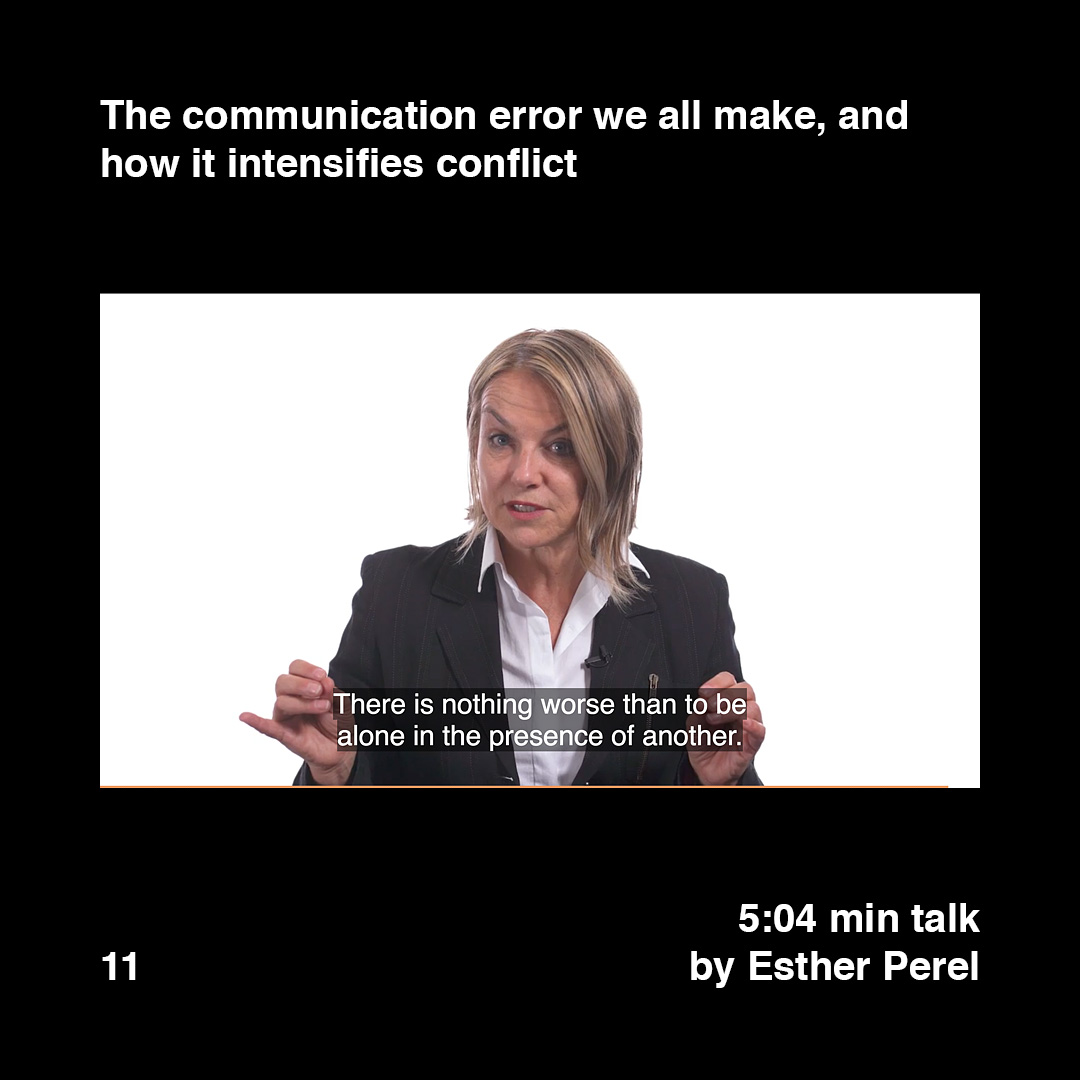 The communication error we all make, and
how it intensifies conflict
There is nothing worse than to be
alone in the presence of another.
5:04 min talk
11
by Esther Perel